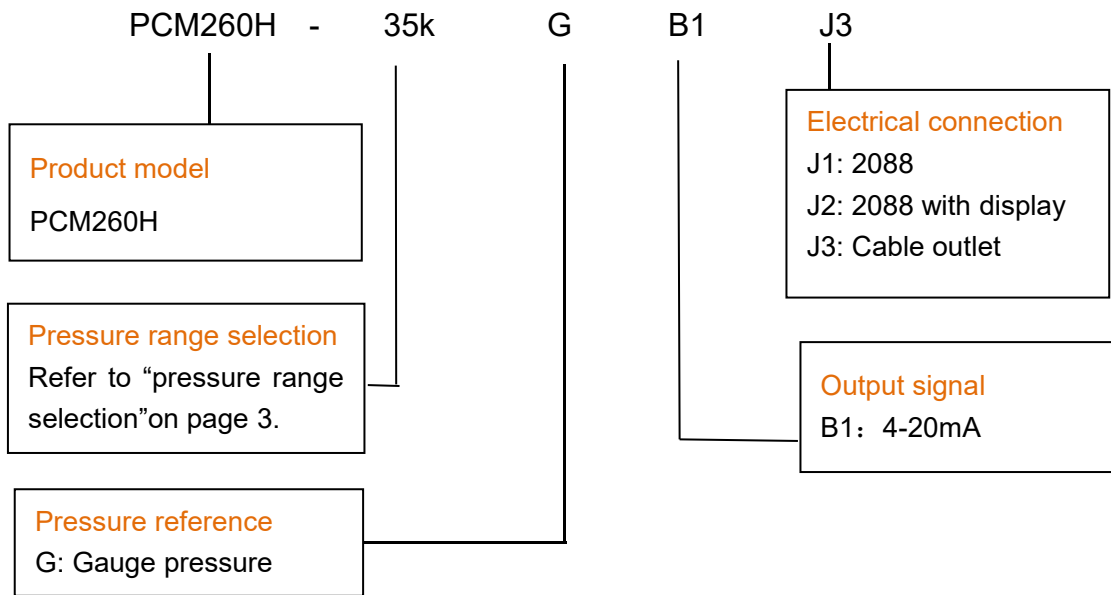 PCM260H - 35k G B1 J3
Product model
PCM260H
Pressure range selection
Refer to “pressure range
selection”on page 3.
Pressure reference
G: Gauge pressure
Electrical connection
J1: 2088
J2: 2088 with display
J3: Cable outlet
Output signal
B1：4-20mA